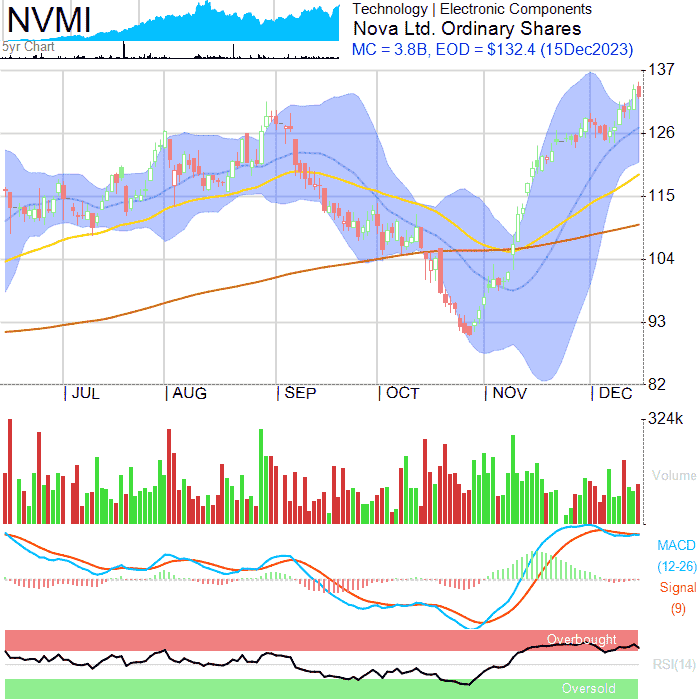 NVMI
5yr Chart
Technology | Electronic Components
Nova Ltd. Ordinary Shares
MC = 3.8B, EOD = $132.4 (15Dec2023)
137
126
115
104
93
82
JUL
AUG
SEP
OCT
NOV
DEC
324k
Volume
MACD
(12-26)
Signal
(9)
Overbought
RSI(14)
Oversold